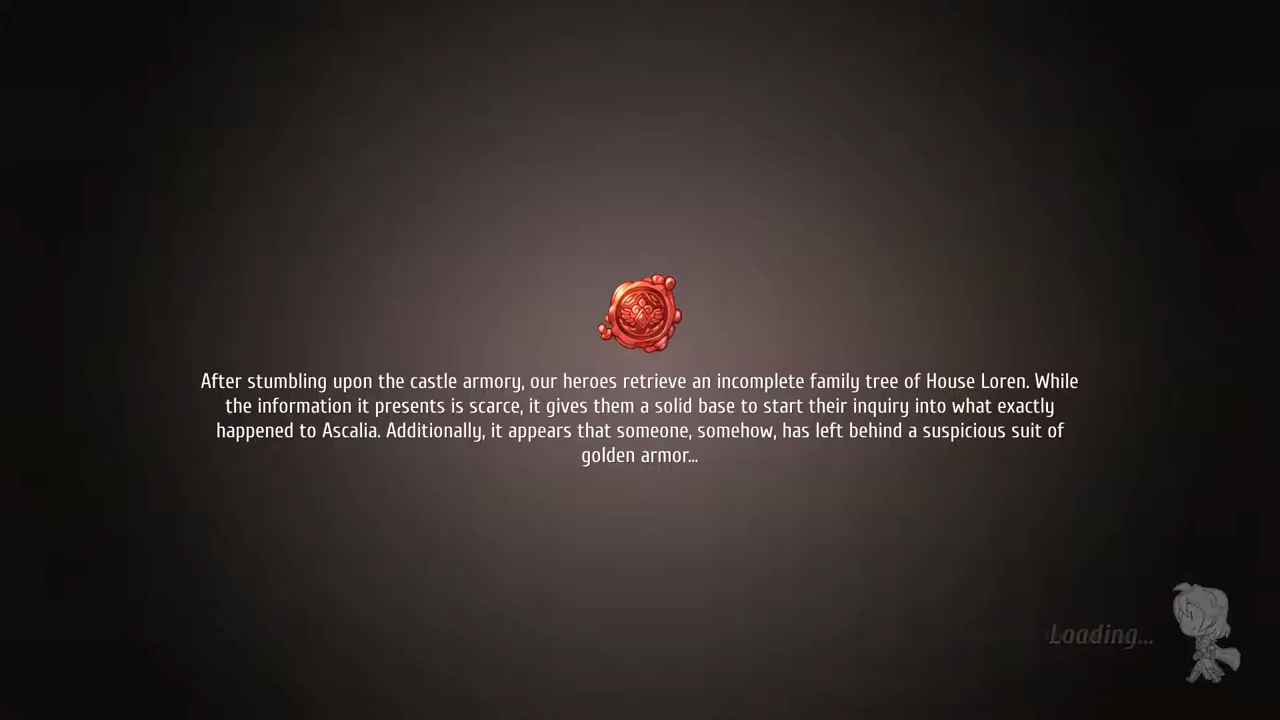 After stumbling upon the castle armory, our heroes retrieve an incomplete family tree of House Loren. While
the information it presents is scarce, it gives them a solid base to start their inquiry into what exactly
happened to Ascalia. Additionally, it appears that someone, somehow, has left behind a suspicious suit of
golden armor...
Loading...